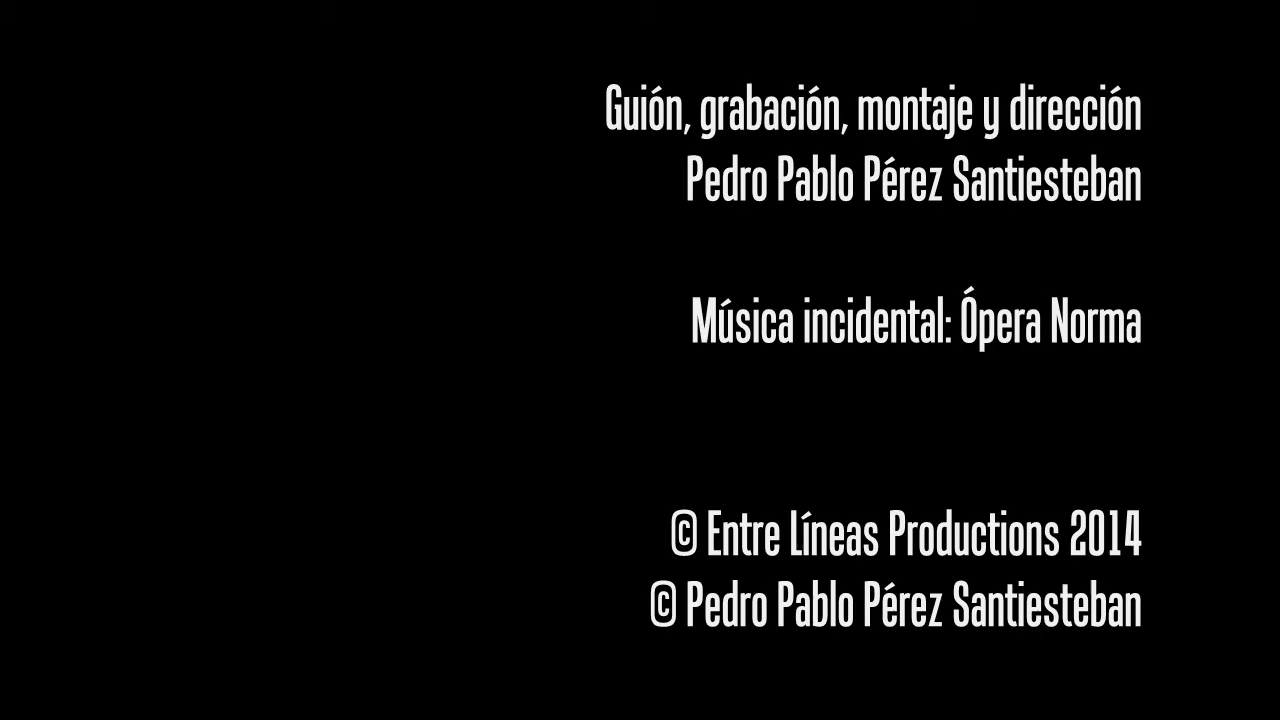 Guión, grabación, montaje y dirección
Pedro Pablo Pérez Santiesteban
Música incidental: Ópera Norma
© Entre Líneas Productions 2014
© Pedro Pablo Pérez Santiesteban